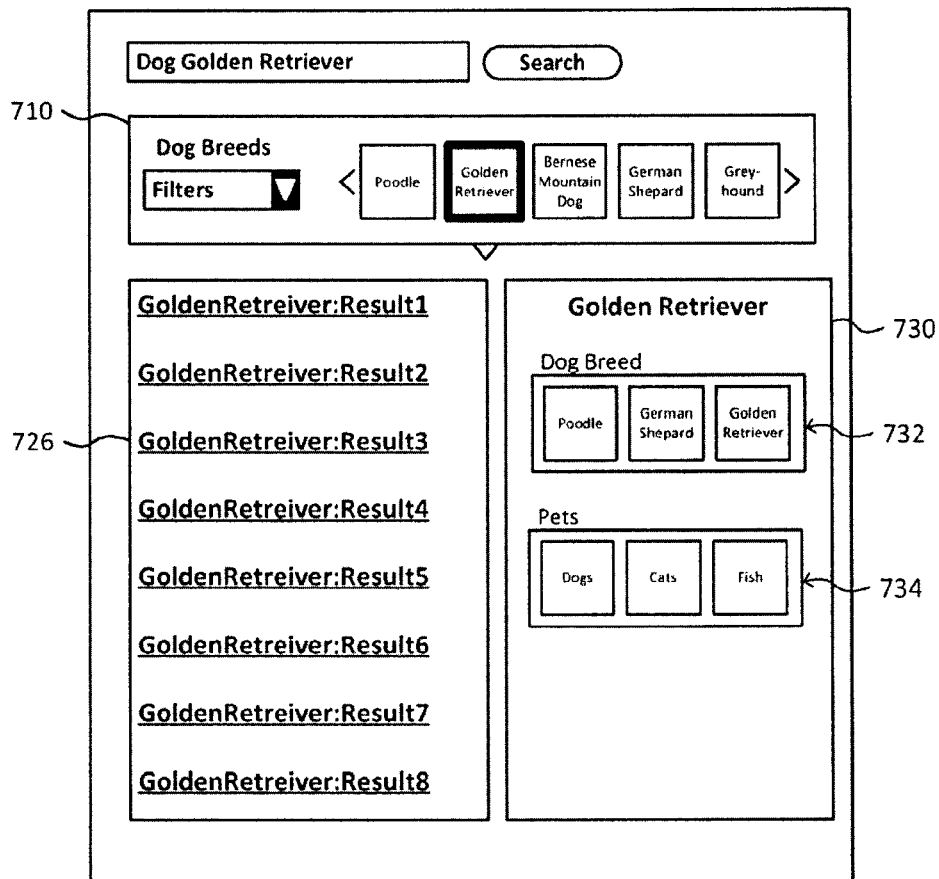 Dog Golden Retriever
Search
710
Dog Breeds
Filters
Poodle
Golden
Retriever
Bernese
Mountain
Dog
German
Shepard
Grey-
hound
GoldenRetreiver:Result1
GoldenRetreiver:Result2
GoldenRetreiver:Result3
GoldenRetreiver:Result4
GoldenRetreiver:Result5
GoldenRetreiver:Result6
GoldenRetreiver:Result7
GoldenRetreiver:Result8
726
Golden Retriever
730
Dog Breed
Poodle
German
Shepard
Golden
Retriever
732
Pets
Dogs
Cats
Fish
734